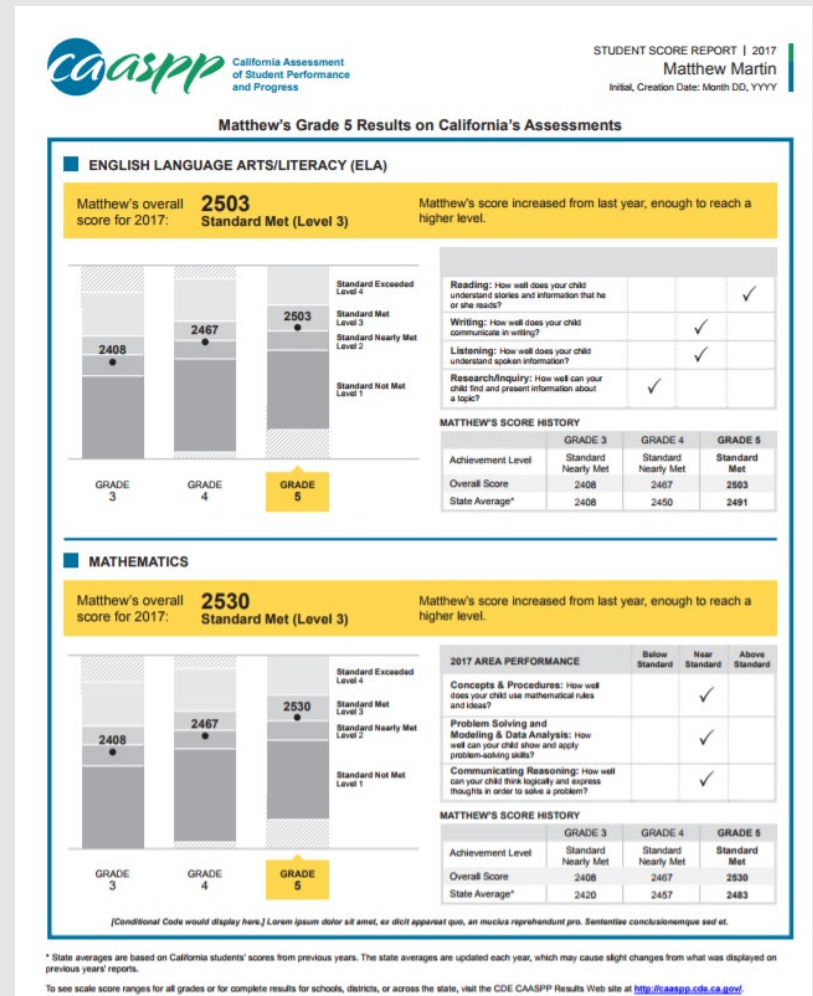 caaspp
California Assessment
of Student Performance
and Progress
STUDENT SCORE REPORT | 2017
Matthew Martin
Initial, Creation Date: Month DD, YYYY
Matthew's Grade 5 Results on California's Assessments
ENGLISH LANGUAGE ARTS/LITERACY (ELA)
Matthew's overall
score for 2017:
2503
Standard Met (Level 3)
Matthew's score increased from last year, enough to reach a
higher level.
2408
2467
2503
Standard Exceeded
Level 4
Standard Met
Level 3
Standard Nearly Met
Level 2
Standard Not Met
Level 1
GRADE
3
GRADE
4
GRADE
5
Reading: How well does your child
understand stories and information that he
or she reads?
Writing: How well does your child
communicate in writing?
Listening: How well does your child
understand spoken information?
Research/Inquiry: How well can your
child find and present information about
a topic?
MATTHEW'S SCORE HISTORY
GRADE 3 GRADE 4 GRADE 5
Achievement Level Standard Nearly Met Standard Nearly Met Standard Met
Overall Score 2408 2467 2503
State Average* 2408 2450 2491
MATHEMATICS
Matthew's overall
score for 2017:
2530
Standard Met (Level 3)
Matthew's score increased from last year, enough to reach a
higher level.
2408
2467
2530
Standard Exceeded
Level 4
Standard Met
Level 3
Standard Nearly Met
Level 2
Standard Not Met
Level 1
GRADE
3
GRADE
4
GRADE
5
2017 AREA PERFORMANCE Below Standard Near Standard Above Standard
Concepts & Procedures: How well
does your child use mathematical rules
and ideas?
Problem Solving and
Modeling & Data Analysis: How
well can your child show and apply
problem-solving skills?
Communicating Reasoning: How well
can your child think logically and express
thoughts in order to solve a problem?
MATTHEW'S SCORE HISTORY
GRADE 3 GRADE 4 GRADE 5
Achievement Level Standard Nearly Met Standard Nearly Met Standard Met
Overall Score 2408 2467 2530
State Average* 2420 2457 2483
[Conditional Code would display here.] Lorem ipsum dolor sit amet, ex dicit appareat quo, an mucius reprehendunt pro. Sententiae conclusionemque sed et.
* State averages are based on California students' scores from previous years. The state averages are updated each year, which may cause slight changes from what was displayed on
previous years' reports.
To see scale score ranges for all grades or for complete results for schools, districts, or across the state, visit the CDE CAASPP Results Web site at http://caaspp.cde.ca.gov/.